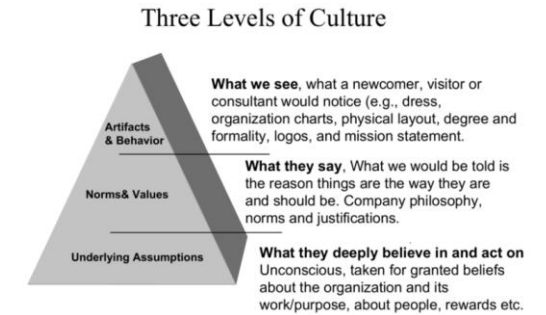 Three Levels of Culture
What we see, what a newcomer, visitor or
consultant would notice (e.g., dress,
organization charts, physical layout, degree and
formality, logos, and mission statement.
Artifacts
& Behavior
What they say, What we would be told is
the reason things are the way they are
and should be. Company philosophy,
norms and justifications.
Norms& Values
What they deeply believe in and act on
Unconscious, taken for granted beliefs
about the organization and its
work/purpose, about people, rewards etc.
Underlying Assumptions